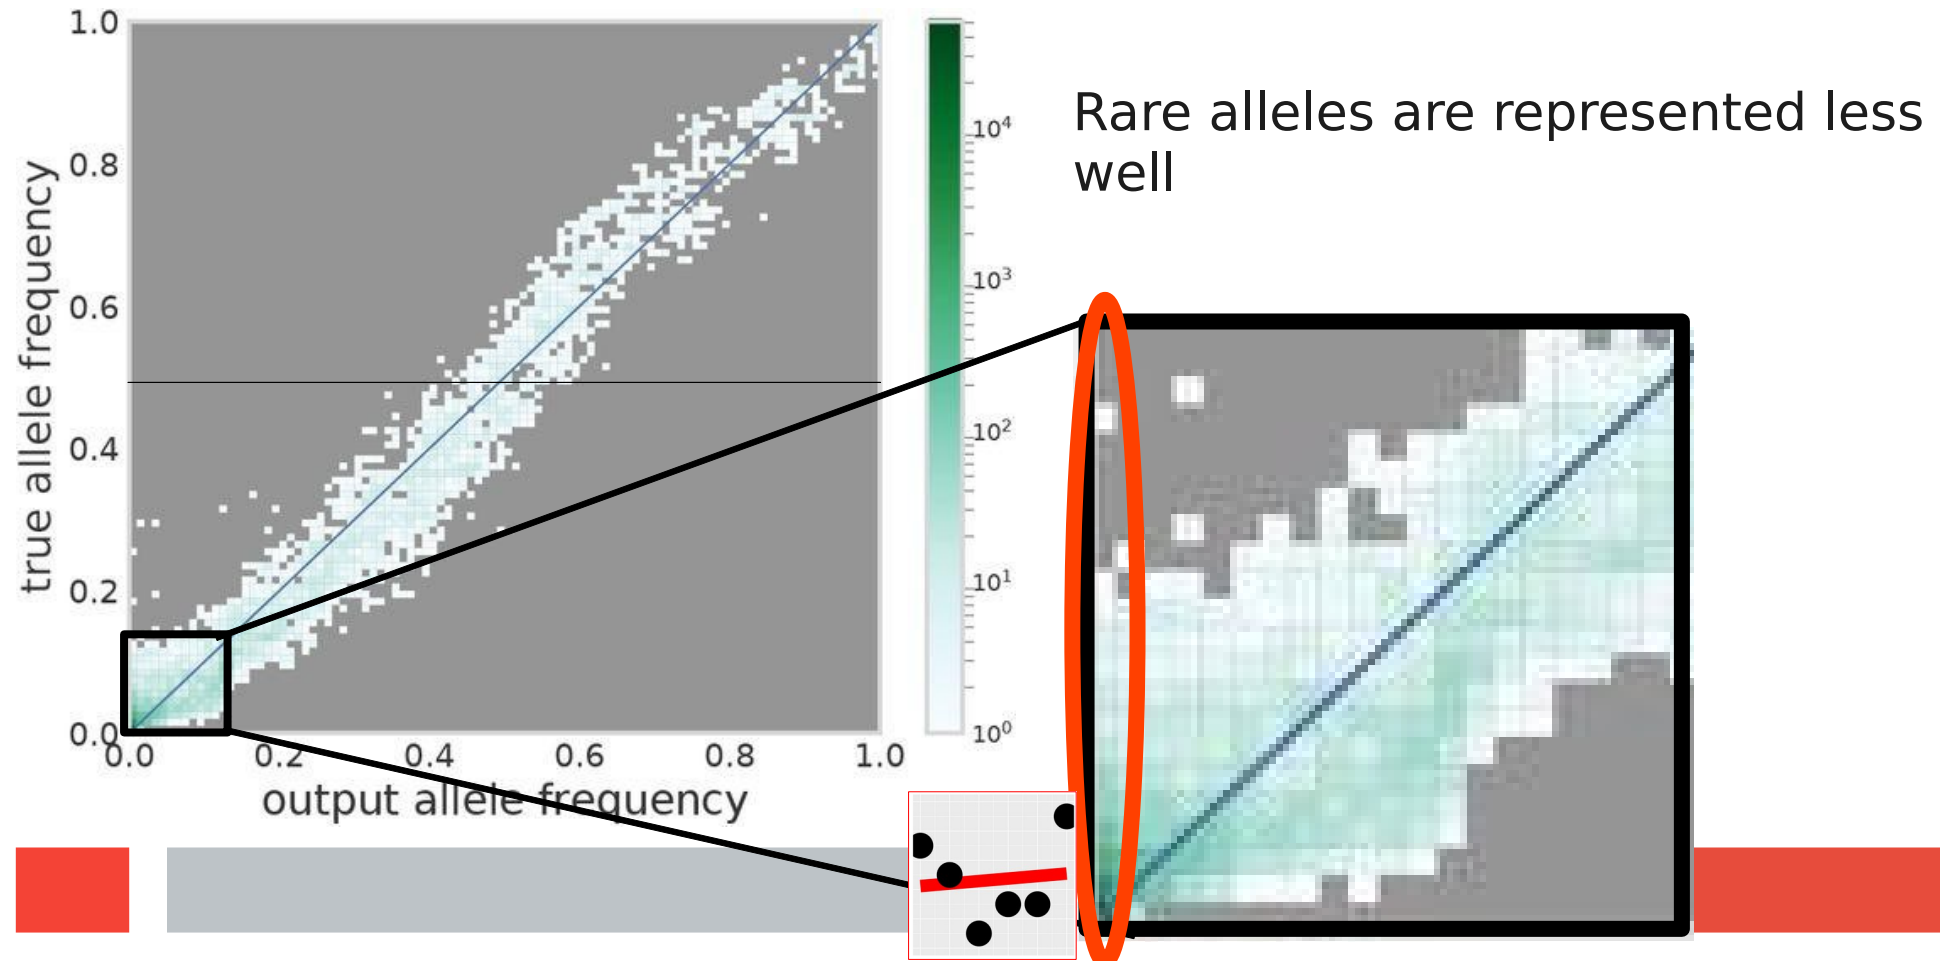 1.0
0.8
0.6
0.4
0.2
0.0
true allele frequency
0.0 0.2 0.4 0.6 0.8 1.0
output allele frequency
10⁴
10³
10²
10¹
10⁰
Rare alleles are represented less
well